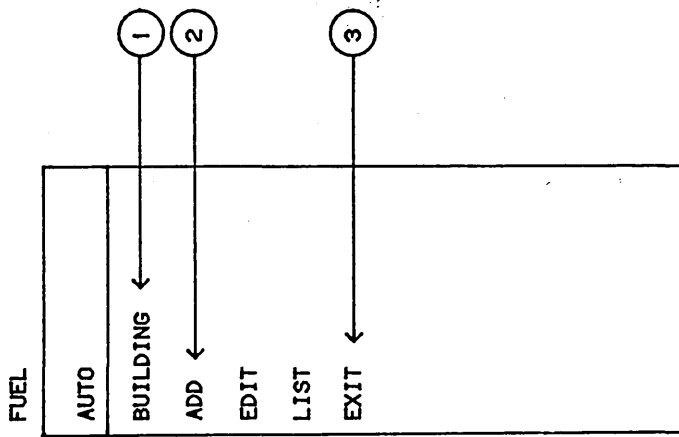 FUEL
AUTO
BUILDING 1
ADD 2
EDIT
LIST
EXIT 3